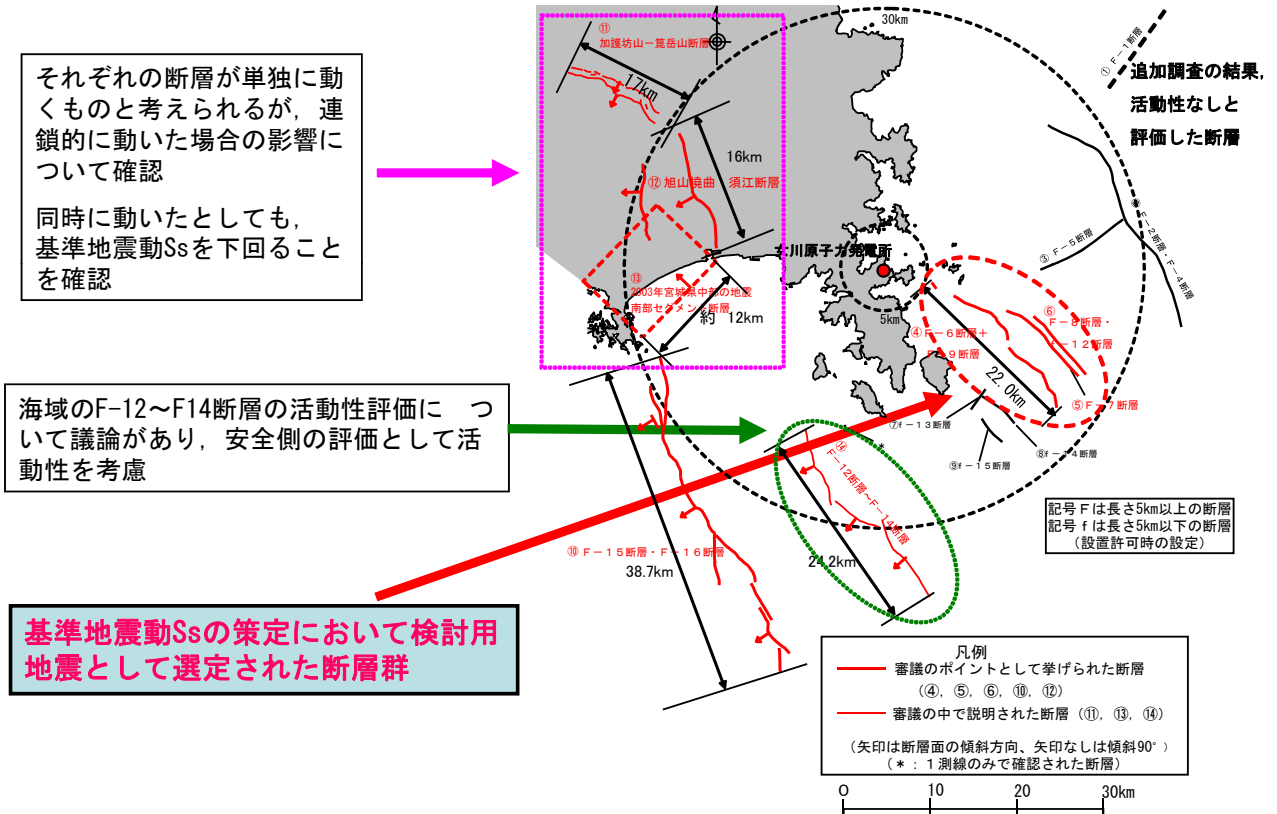 それぞれの断層が単独に動
くものと考えられるが，連
鎖的に動いた場合の影響に
ついて確認
同時に動いたとしても，
基準地震動Ssを下回ること
を確認
海域のF-12～F14断層の活動性評価に　つ
いて議論があり，安全側の評価として活
動性を考慮
基準地震動Ssの策定において検討用
地震として選定された断層群
⑪
加護坊山－箟岳山断層
17km
16km
⑫旭山撓曲　須江断層
⑬
2003年宮城県中部の地震
南部セグメント断層
約　12km
30km
女川原子力発電所
5km
① F－1断層
追加調査の結果，
活動性なしと
評価した断層
② F－2断層・F－4断層
③ F－5断層
④F－6断層＋
F－9断層
⑥
F－8断層・
f－12断層
22.0km
⑤F－7断層
⑦f－13断層
⑧f－14断層
⑨f－15断層
*
⑭
F－12断層～F－14断層
24.2km
⑩ F－15断層・F－16断層
38.7km
記号Fは長さ5km以上の断層
記号fは長さ5km以下の断層
（設置許可時の設定）
凡例
審議のポイントとして挙げられた断層
（④，⑤，⑥，⑩，⑫）
審議の中で説明された断層（⑪，⑬，⑭）
（矢印は断層面の傾斜方向、矢印なしは傾斜90°）
（*：1測線のみで確認された断層）
0　10　20　30km